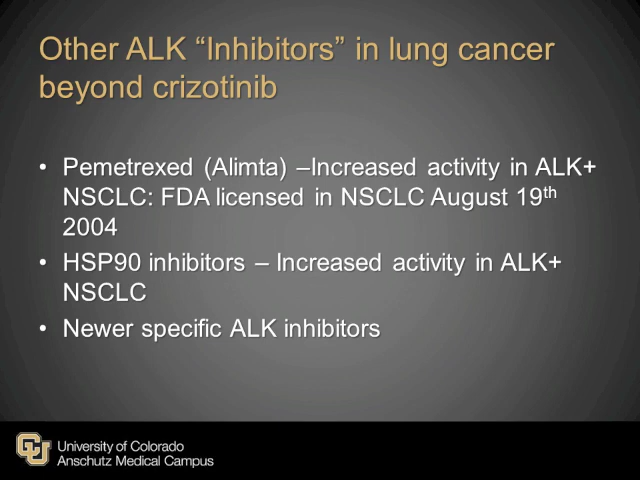 Other ALK “Inhibitors” in lung cancer
beyond crizotinib
• Pemetrexed (Alimta) –Increased activity in ALK+
NSCLC: FDA licensed in NSCLC August 19th
2004
• HSP90 inhibitors – Increased activity in ALK+
NSCLC
• Newer specific ALK inhibitors
CU
University of Colorado
Anschutz Medical Campus